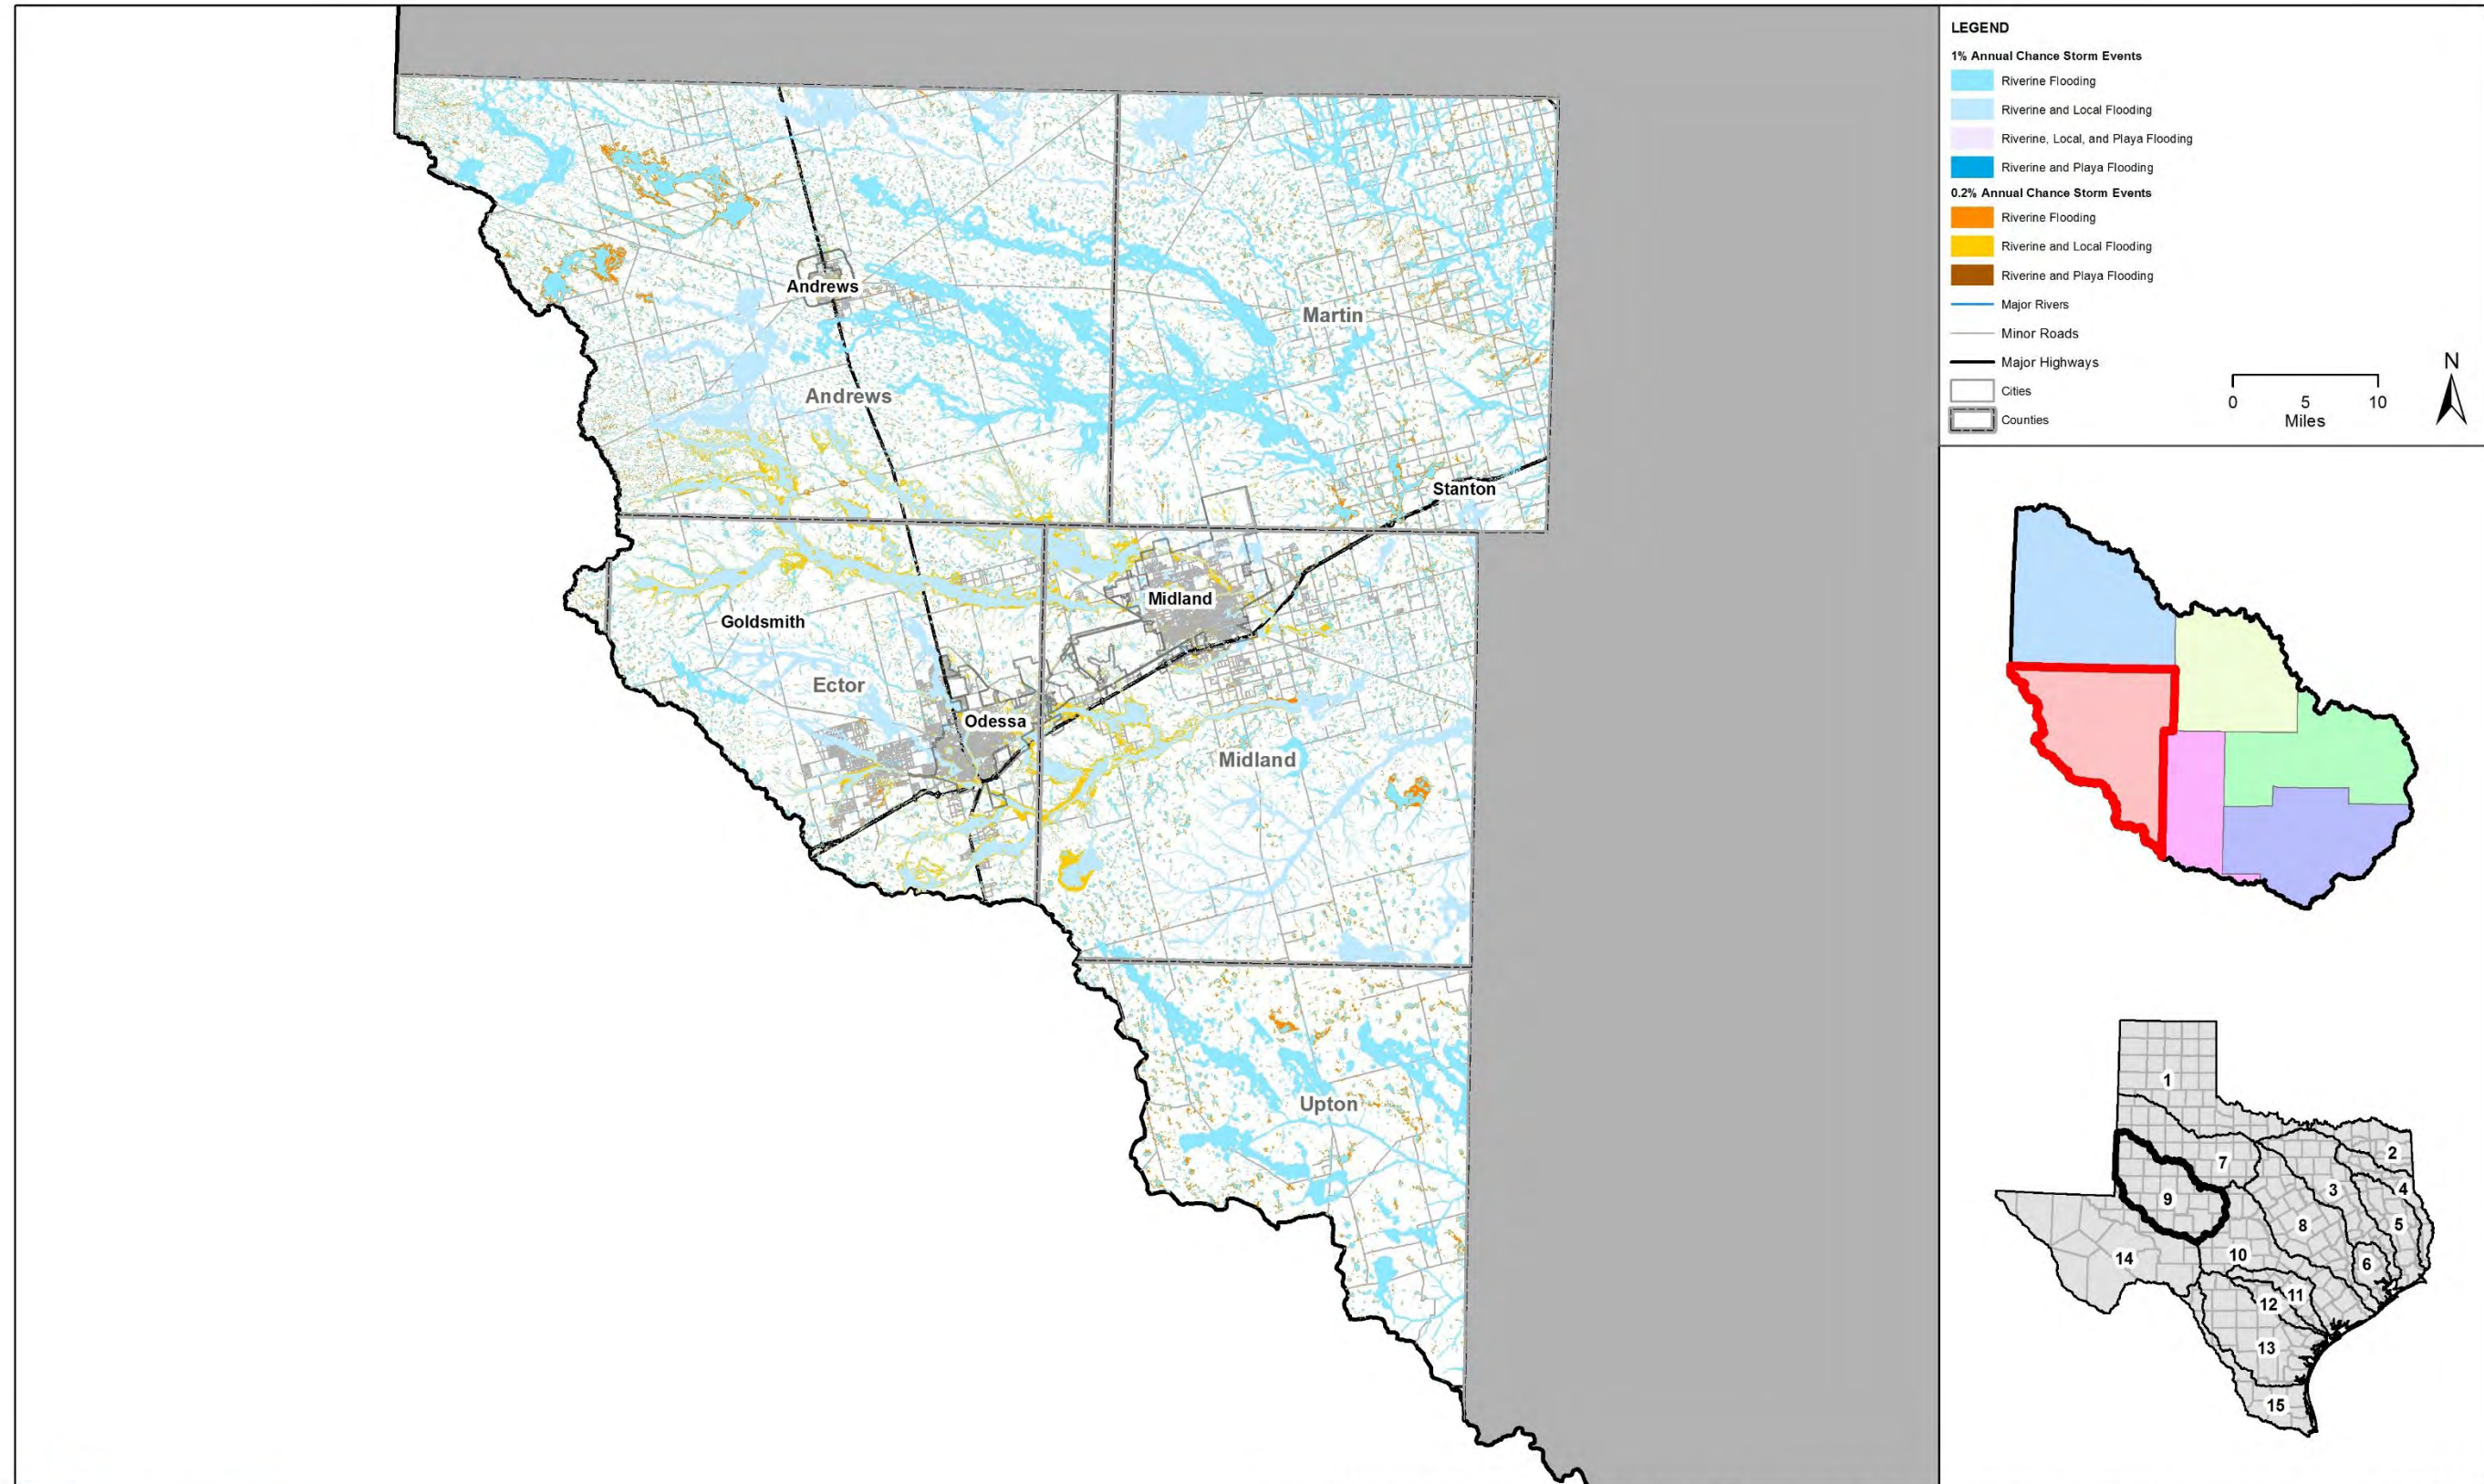 LEGEND
1% Annual Chance Storm Events
Riverine Flooding
Riverine and Local Flooding
Riverine, Local, and Playa Flooding
Riverine and Playa Flooding
0.2% Annual Chance Storm Events
Riverine Flooding
Riverine and Local Flooding
Riverine and Playa Flooding
Major Rivers
Minor Roads
Major Highways
Cities
Counties
N
0 5 10
Miles
Andrews
Martin
Andrews
Stanton
Midland
Goldsmith
Ector
Odessa
Midland
Upton
1
2
7
3
4
9
8
5
10
14
6
11
12
13
15